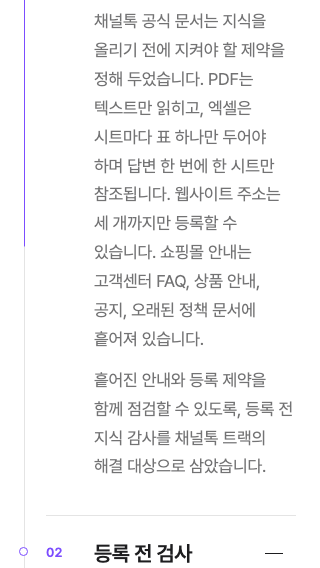 채널톡 공식 문서는 지식을
올리기 전에 지켜야 할 제약을
정해 두었습니다. PDF는
텍스트만 읽히고, 엑셀은
시트마다 표 하나만 두어야
하며 답변 한 번에 한 시트만
참조됩니다. 웹사이트 주소는
세 개까지만 등록할 수
있습니다. 쇼핑몰 안내는
고객센터 FAQ, 상품 안내,
공지, 오래된 정책 문서에
흩어져 있습니다.
흩어진 안내와 등록 제약을
함께 점검할 수 있도록, 등록 전
지식 감사를 채널톡 트랙의
해결 대상으로 삼았습니다.
02 등록 전 검사 —